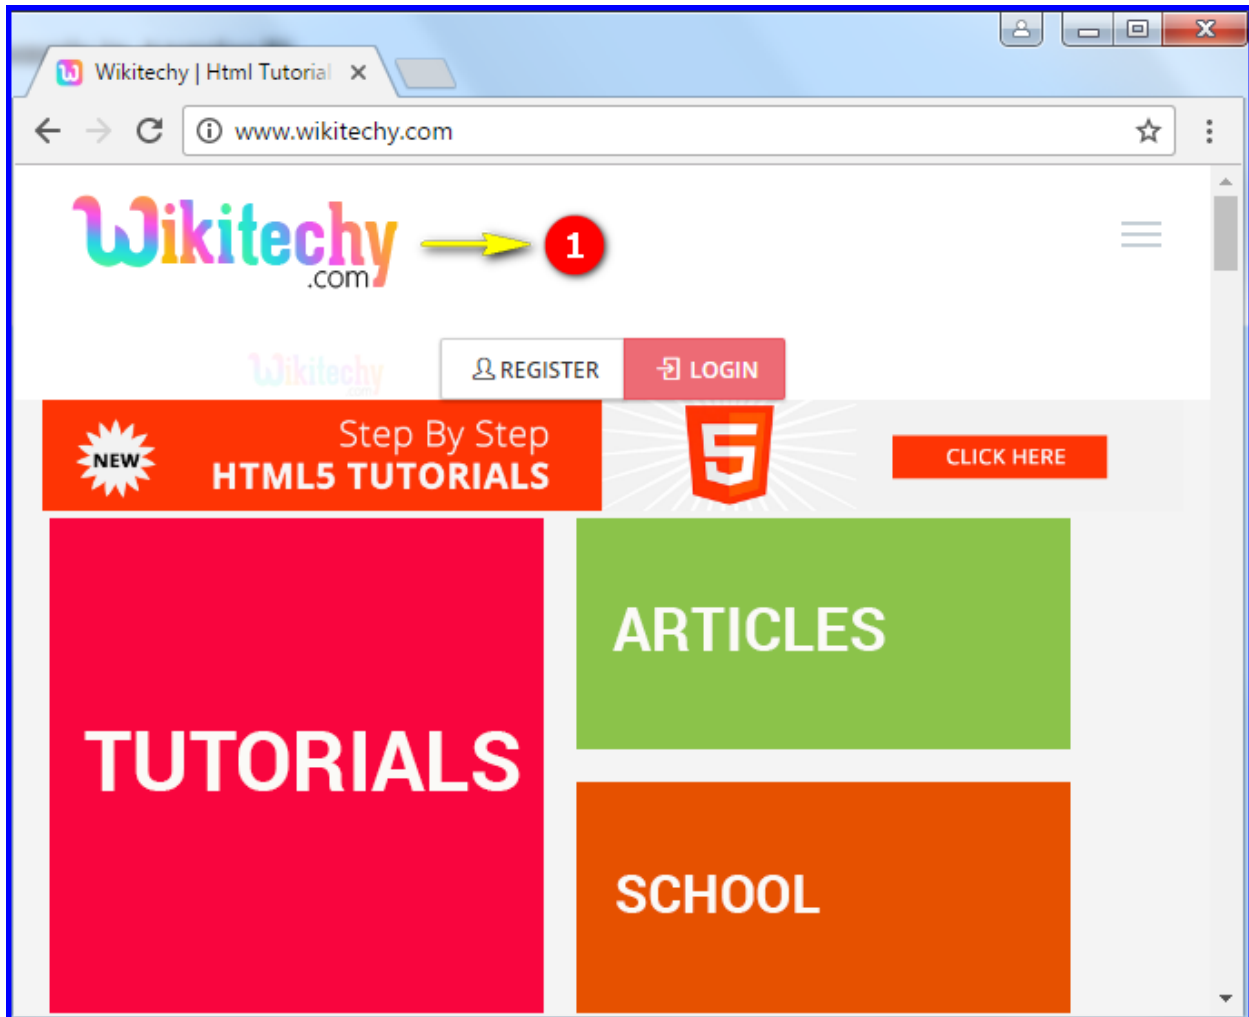 Wikitechy | Html Tutorial
www.wikitechy.com
Wikitechy
.com
1
Wikitechy
.com
REGISTER
LOGIN
NEW
Step By Step
HTML5 TUTORIALS
5
CLICK HERE
TUTORIALS
ARTICLES
SCHOOL